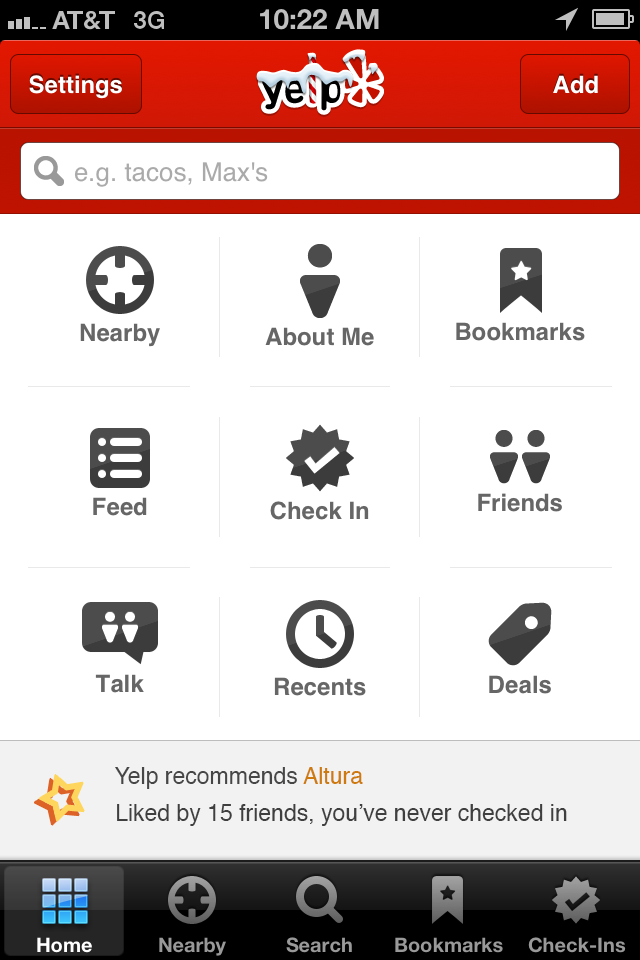 AT&T 3G 10:22 AM
Settings yelp Add
e.g. tacos, Max's
Nearby About Me Bookmarks
Feed Check In Friends
Talk Recents Deals
Yelp recommends Altura
Liked by 15 friends, you've never checked in
Home Nearby Search Bookmarks Check-Ins